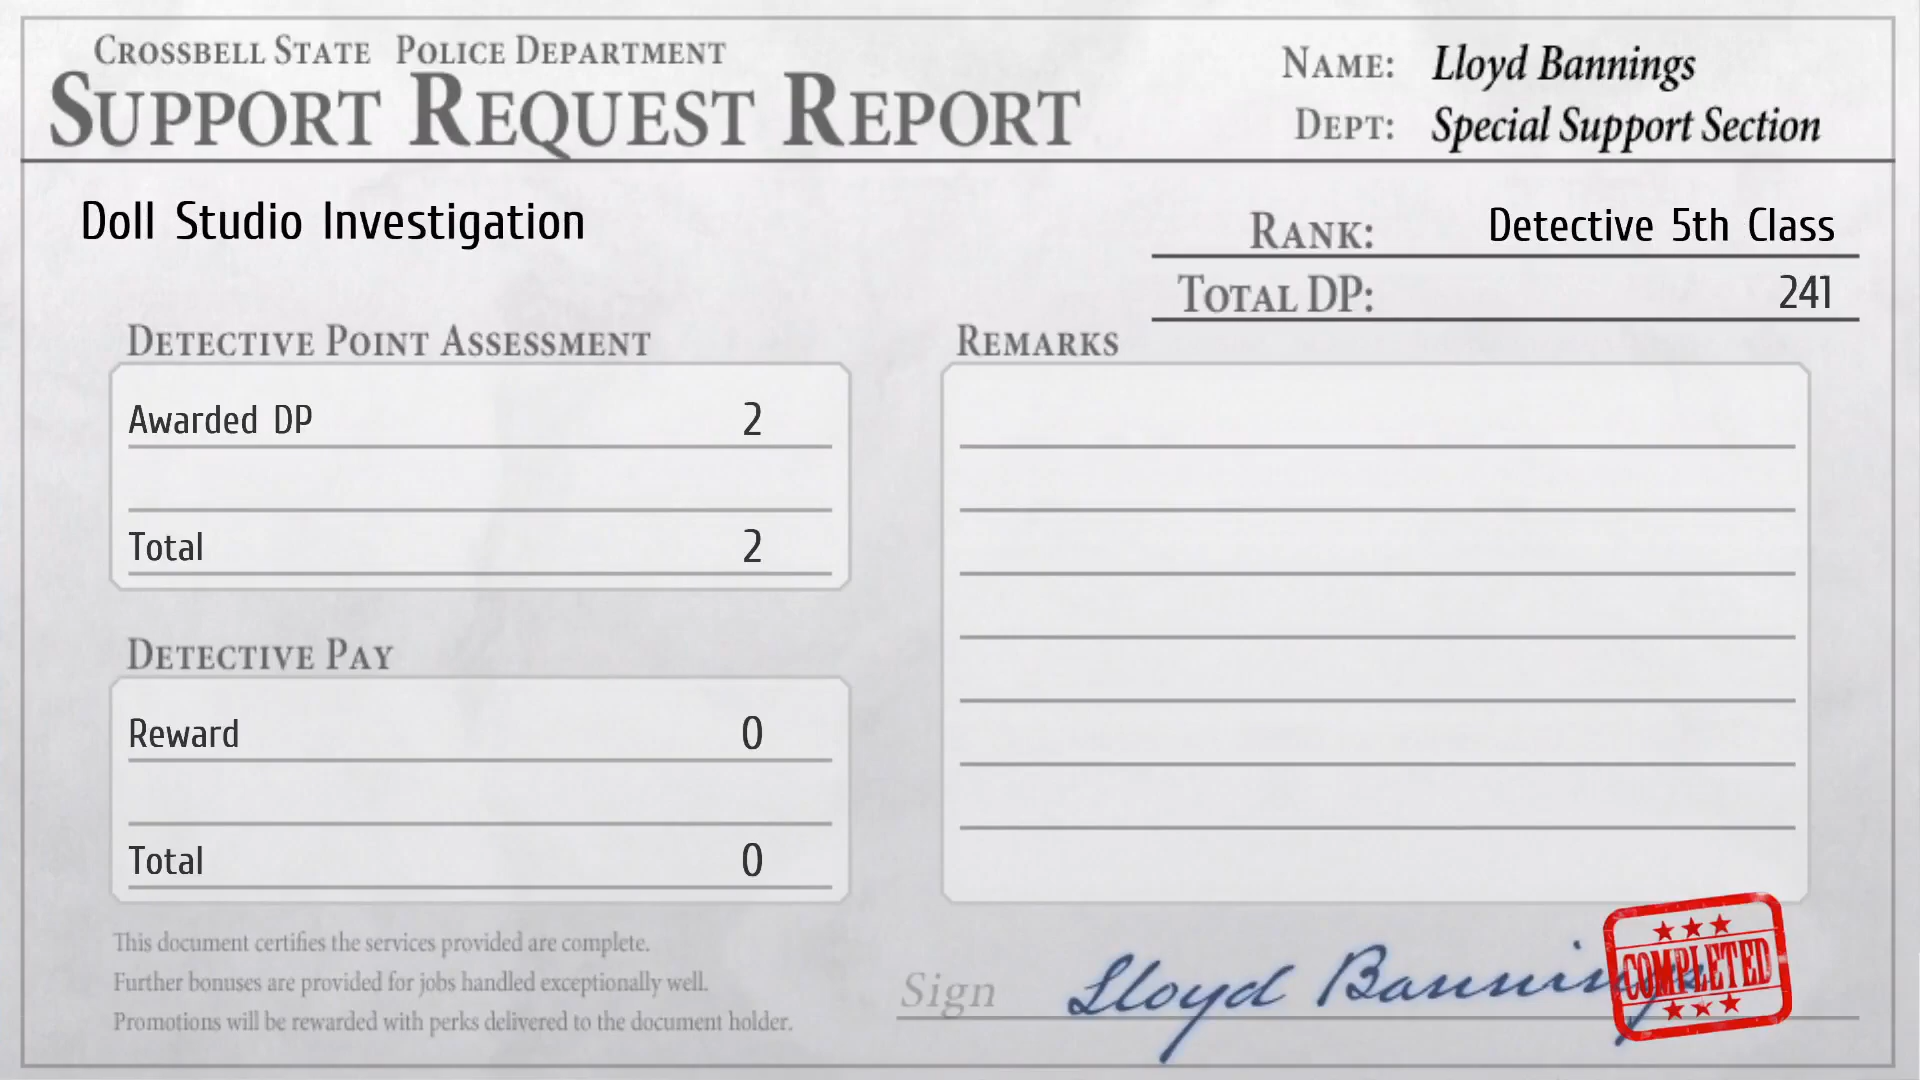 CROSSBELL STATE POLICE DEPARTMENT
SUPPORT REQUEST REPORT
NAME: Lloyd Bannings
DEPT: Special Support Section
Doll Studio Investigation
RANK: Detective 5th Class
TOTAL DP: 241
DETECTIVE POINT ASSESSMENT
Awarded DP 2
Total 2
DETECTIVE PAY
Reward 0
Total 0
REMARKS
This document certifies the services provided are complete.
Further bonuses are provided for jobs handled exceptionally well.
Promotions will be rewarded with perks delivered to the document holder.
Sign Lloyd Bannings
COMPLETED